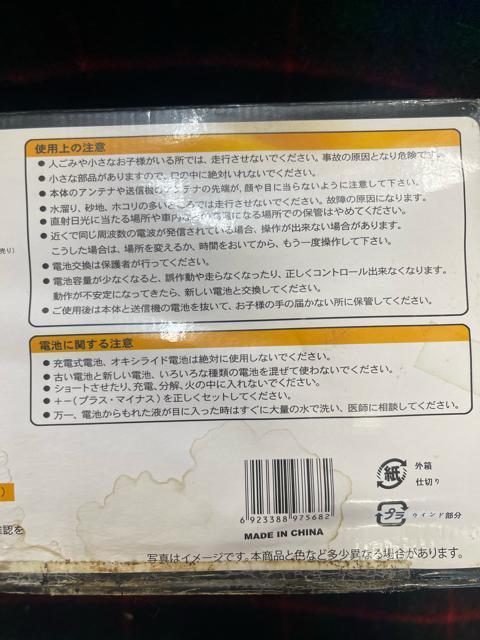 使用上の注意
● 人ごみや小さなお子様がいる所では、走行させないでください。事故の原因となり危険です。
● 小さな部品がありますので、口の中に絶対いれないでください。
● 本体のアンテナや送信機のアンテナの先端が、顔や目に当らないように注意して下さい。
● 水溜り、砂地、ホコリの多いところでは走行させないでください。故障の原因になります。
● 直射日光に当たる場所や車内など高温になる場所での保管はやめてください。
● 近くで同じ周波数の電波が発信されている場合、操作が出来ない場合があります。
こうした場合は、場所を変えるか、時間をおいてから、もう一度操作して下さい。
● 電池交換は保護者が行ってください。
● 電池容量が少なくなると、誤作動や走らなくなったり、正しくコントロール出来なくなります。
動作が不安定になってきたら、新しい電池と交換してください。
● ご使用後は本体と送信機の電池を抜いて、お子様の手の届かない所に保管してください。
売り)
電池に関する注意
● 充電式電池、オキシライド電池は絶対に使用しないでください。
● 古い電池と新しい電池、いろいろな種類の電池を混ぜて使わないでください。
● ショートさせたり、充電、分解、火の中に入れないでください。
● +-(プラス・マイナス)を正しくセットしてください。
● 万一、電池からもれた液が目に入った時はすぐに大量の水で洗い、医師に相談してください。
)
確認を
6 923388 975682
MADE IN CHINA
紙
外箱
仕切り
プラ
ウインド部分
写真はイメージです。本商品と色など多少異なる場合があります。